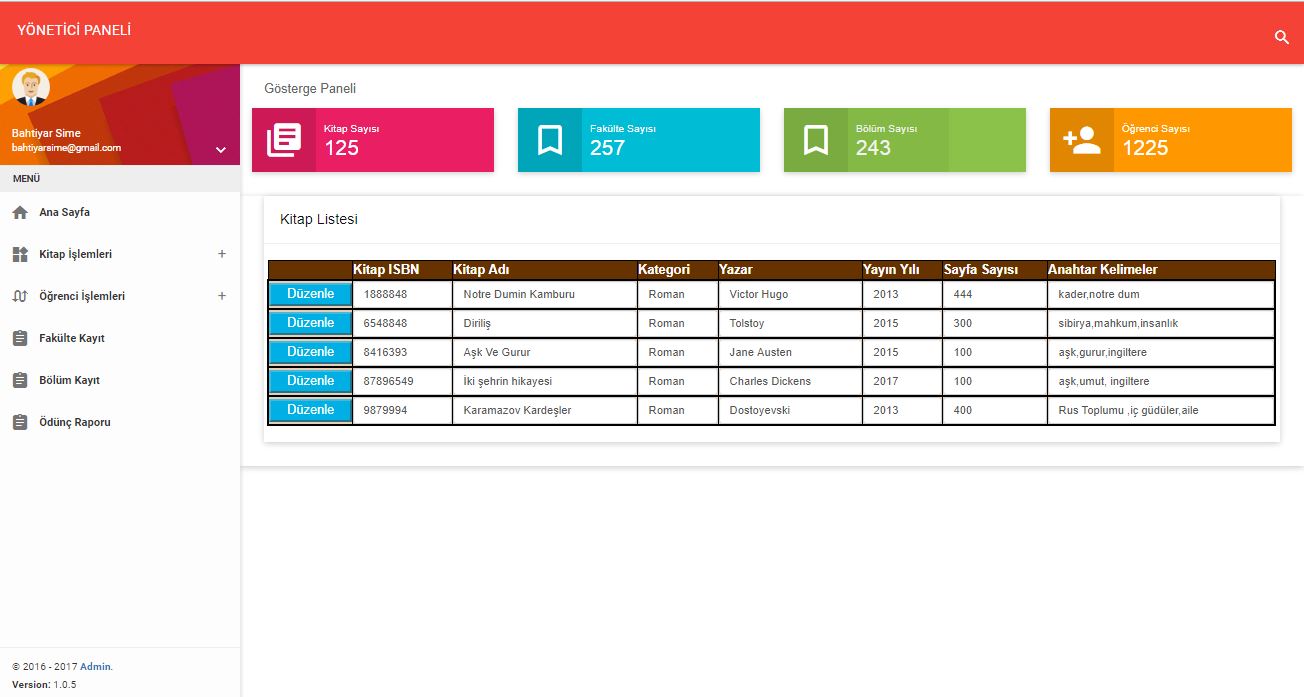 YÖNETİCİ PANELİ
Bahtiyar Sime
bahtiyarsime@gmail.com
MENÜ
Ana Sayfa
Kitap İşlemleri +
Öğrenci İşlemleri +
Fakülte Kayıt
Bölüm Kayıt
Ödünç Raporu
© 2016 - 2017 Admin.
Version: 1.0.5
Gösterge Paneli
Kitap Sayısı
125
Fakülte Sayısı
257
Bölüm Sayısı
243
Öğrenci Sayısı
1225
Kitap Listesi
Kitap ISBN Kitap Adı Kategori Yazar Yayın Yılı Sayfa Sayısı Anahtar Kelimeler
Düzenle 1888848 Notre Dumin Kamburu Roman Victor Hugo 2013 444 kader,notre dum
Düzenle 6548848 Diriliş Roman Tolstoy 2015 300 sibirya,mahkum,insanlık
Düzenle 8416393 Aşk Ve Gurur Roman Jane Austen 2015 100 aşk,gurur,ingiltere
Düzenle 87896549 İki şehrin hikayesi Roman Charles Dickens 2017 100 aşk,umut, ingiltere
Düzenle 9879994 Karamazov Kardeşler Roman Dostoyevski 2013 400 Rus Toplumu ,iç güdüler,aile